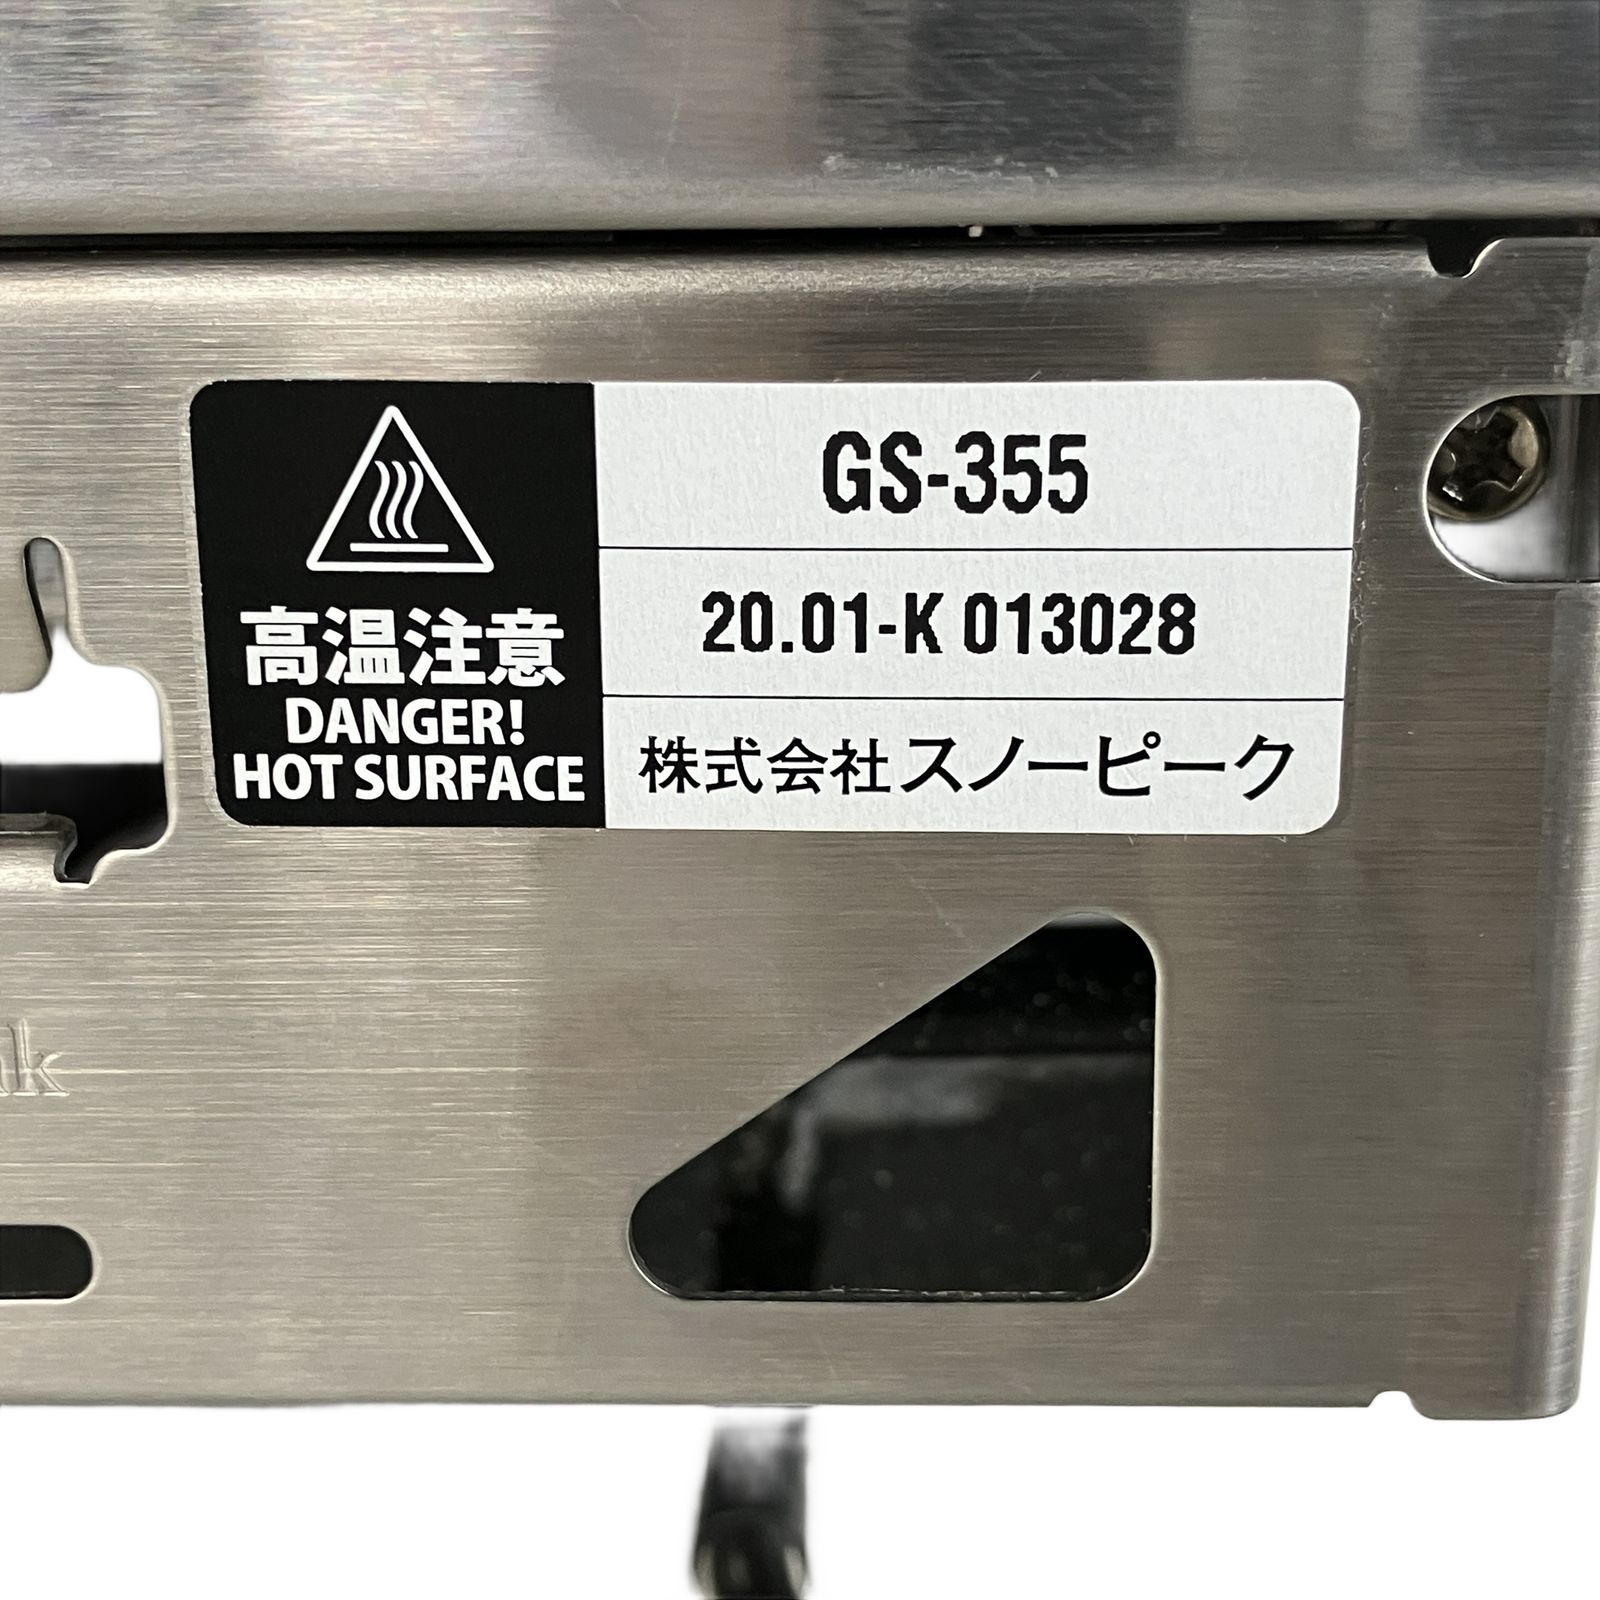 GS-355
高温注意
DANGER!
HOT SURFACE
20.01-K 013028
株式会社スノーピーク